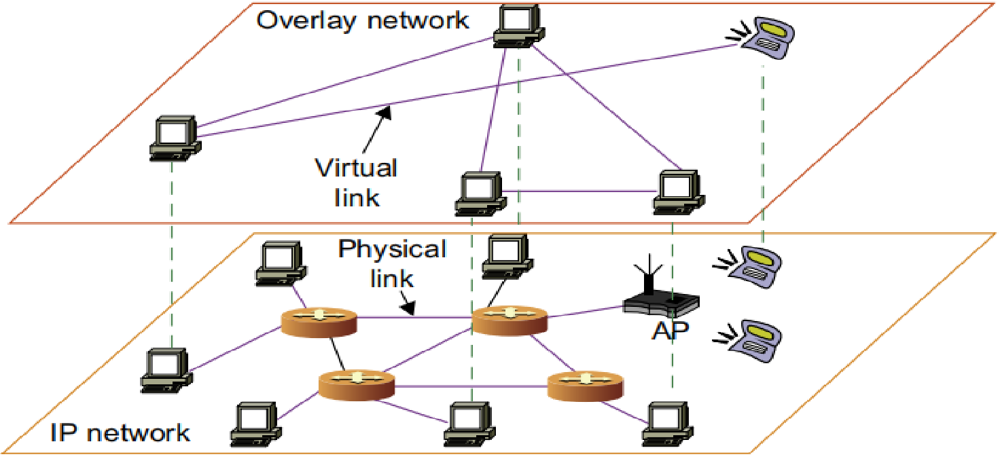 Overlay network
Virtual
link
Physical
link
AP
IP network